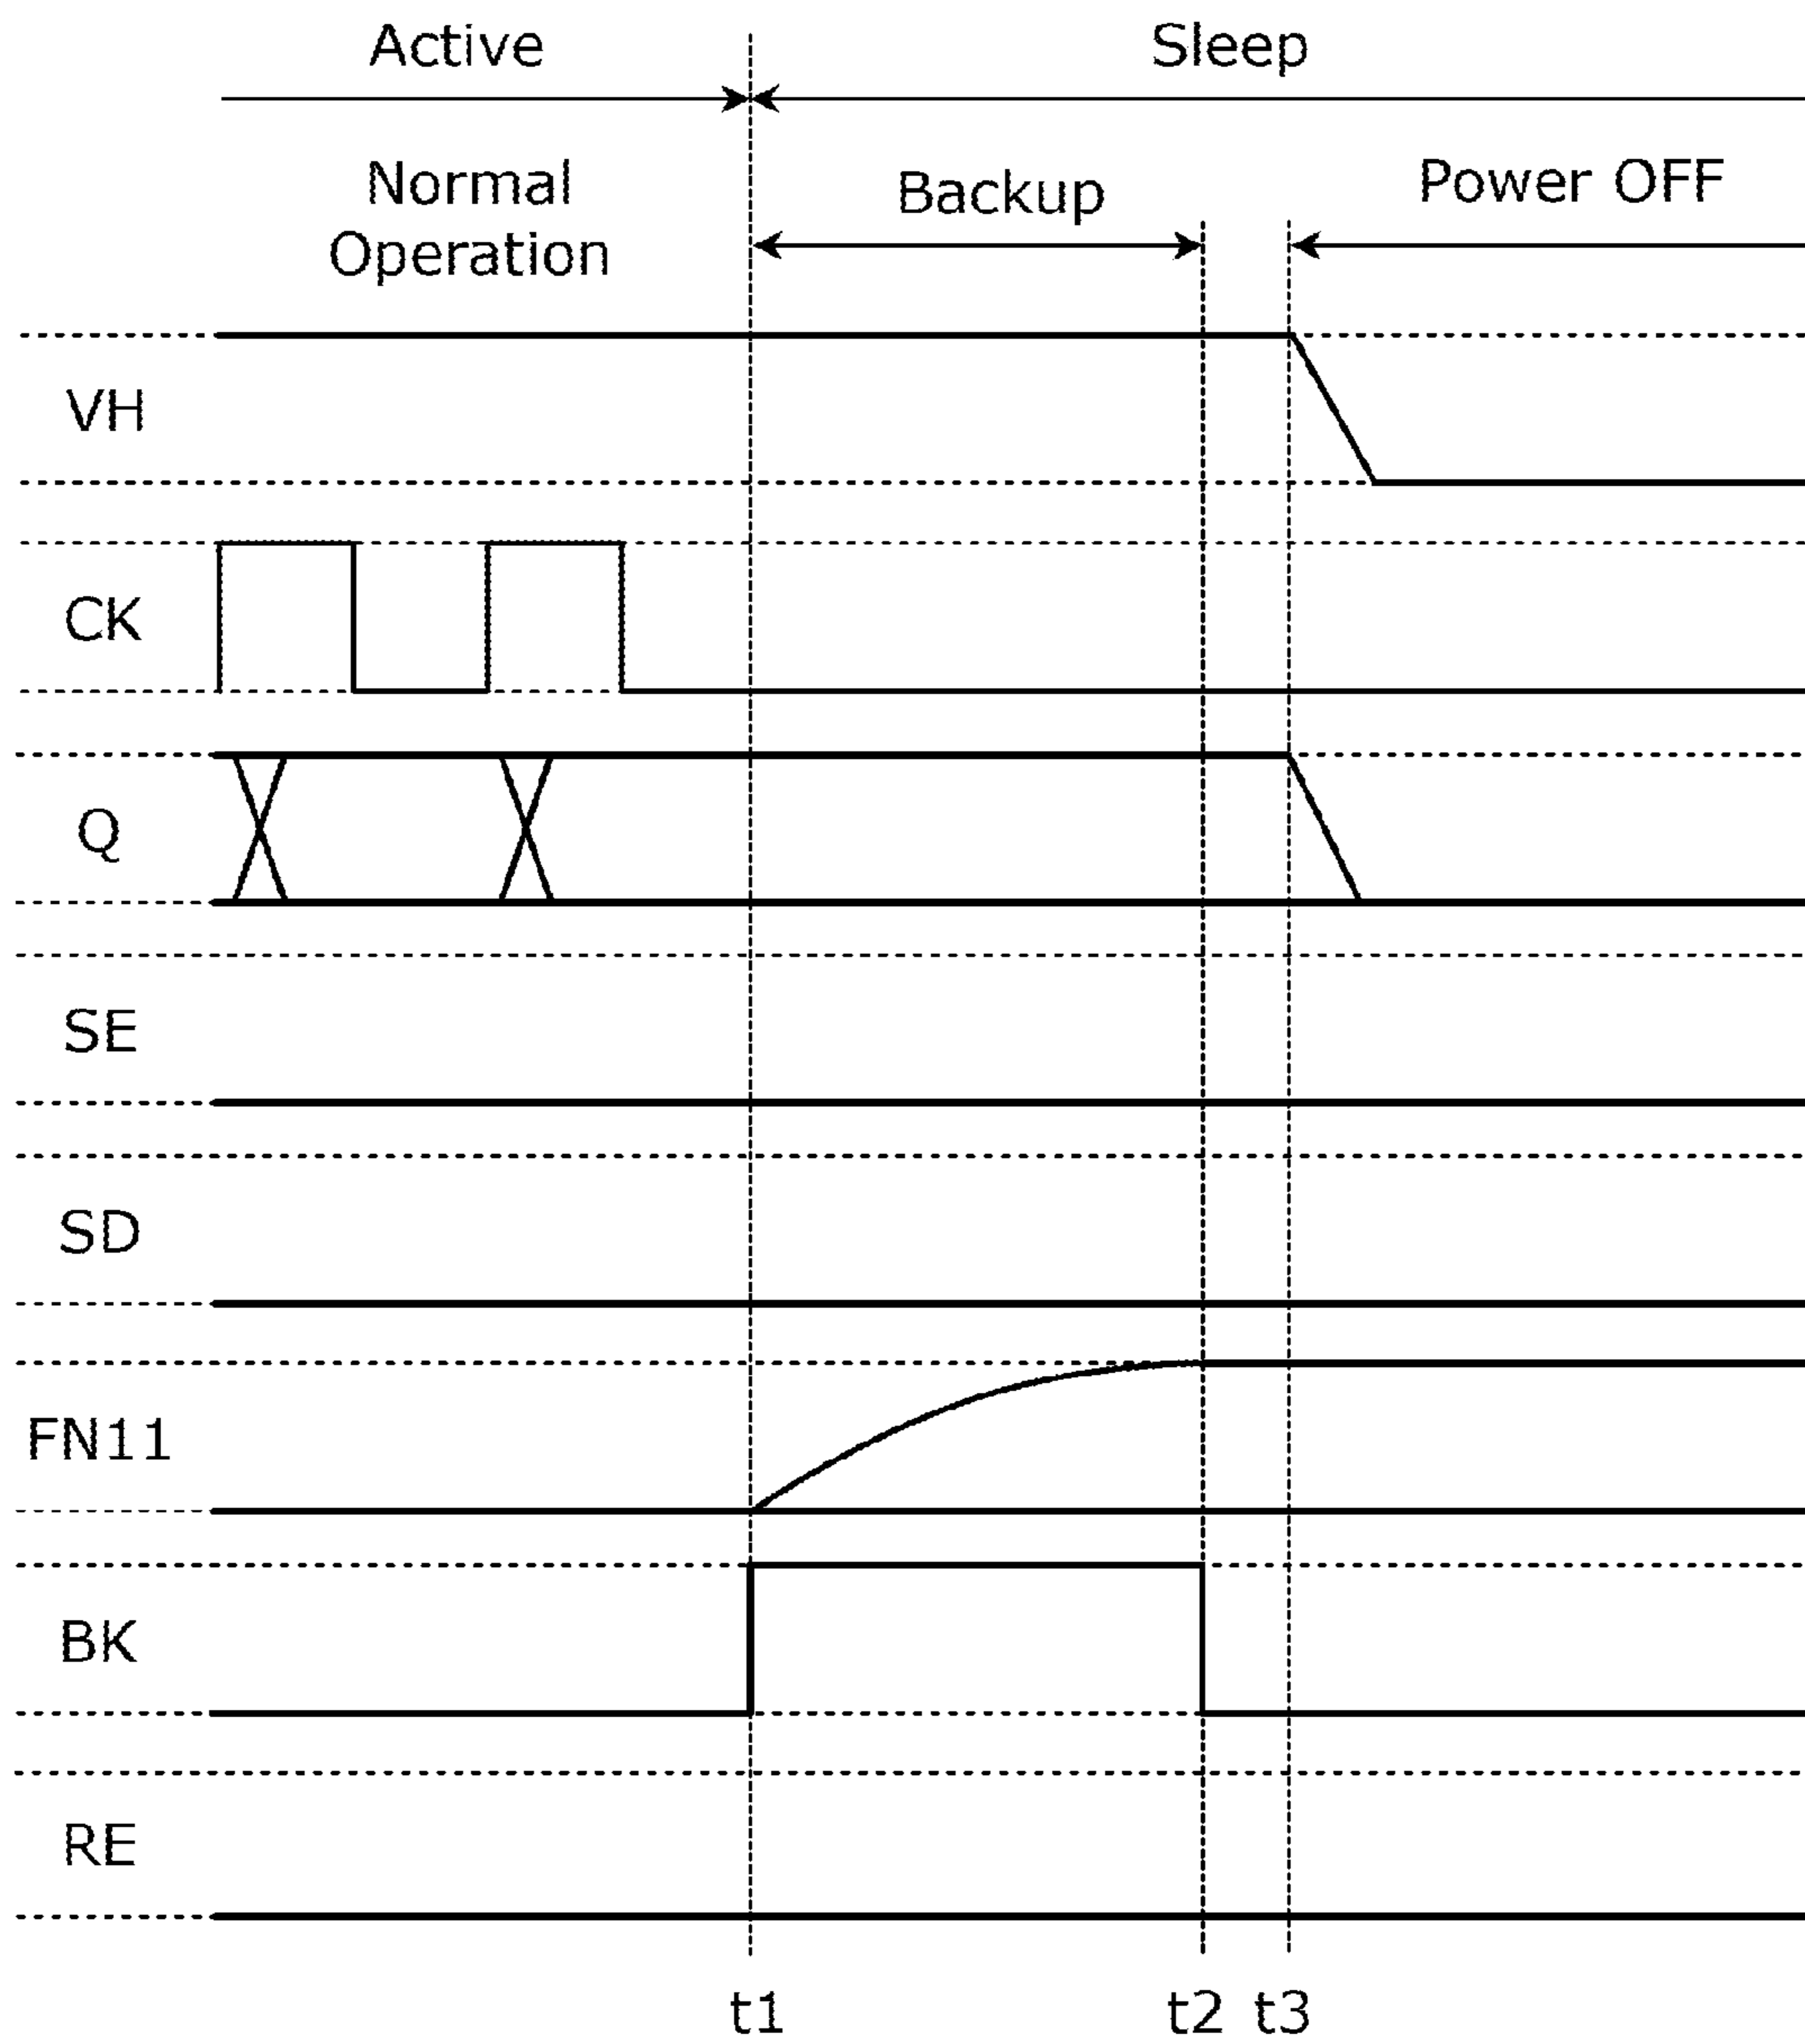 Active
Sleep
Normal
Operation
Backup
Power OFF
VH
CK
Q
SE
SD
FN11
BK
RE
t1
t2
t3